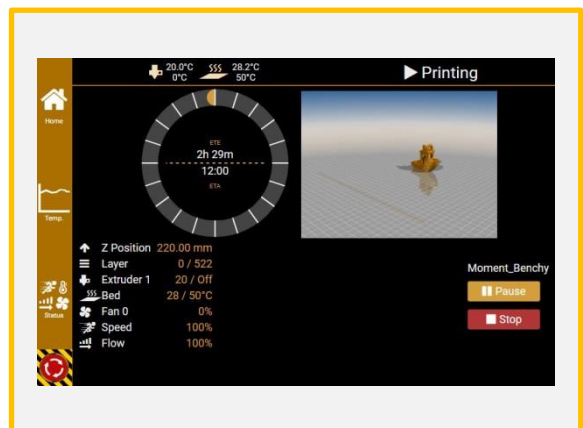 20.0°C
0°C
28.2°C
50°C
Printing
Home
Temp.
Status
ETE
2h 29m
12:00
ETA
Z Position 220.00 mm
Layer 0 / 522
Extruder 1 20 / Off
Bed 28 / 50°C
Fan 0 0%
Speed 100%
Flow 100%
Moment_Benchy
Pause
Stop